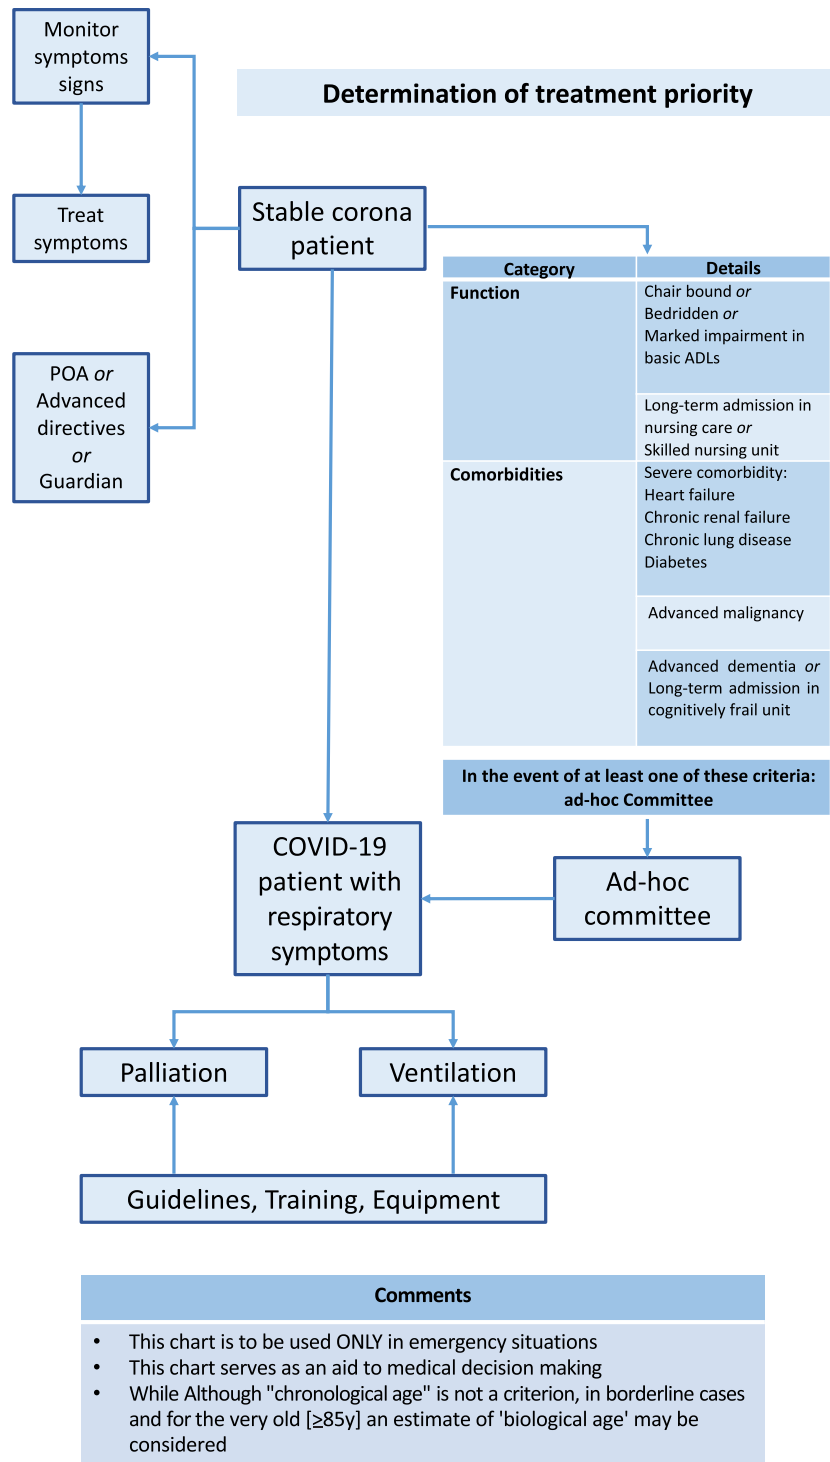 Monitor
symptoms
signs
Determination of treatment priority
Treat
symptoms
Stable corona
patient
POA or
Advanced
directives
or
Guardian
Category
Details
Function
Chair bound or
Bedridden or
Marked impairment in
basic ADLs
Long-term admission in
nursing care or
Skilled nursing unit
Comorbidities
Severe comorbidity:
Heart failure
Chronic renal failure
Chronic lung disease
Diabetes
Advanced malignancy
Advanced dementia or
Long-term admission in
cognitively frail unit
In the event of at least one of these criteria:
ad-hoc Committee
COVID-19
patient with
respiratory
symptoms
Ad-hoc
committee
Palliation
Ventilation
Guidelines, Training, Equipment
Comments
• This chart is to be used ONLY in emergency situations
• This chart serves as an aid to medical decision making
• While Although "chronological age" is not a criterion, in borderline cases
and for the very old [≥85y] an estimate of 'biological age' may be
considered